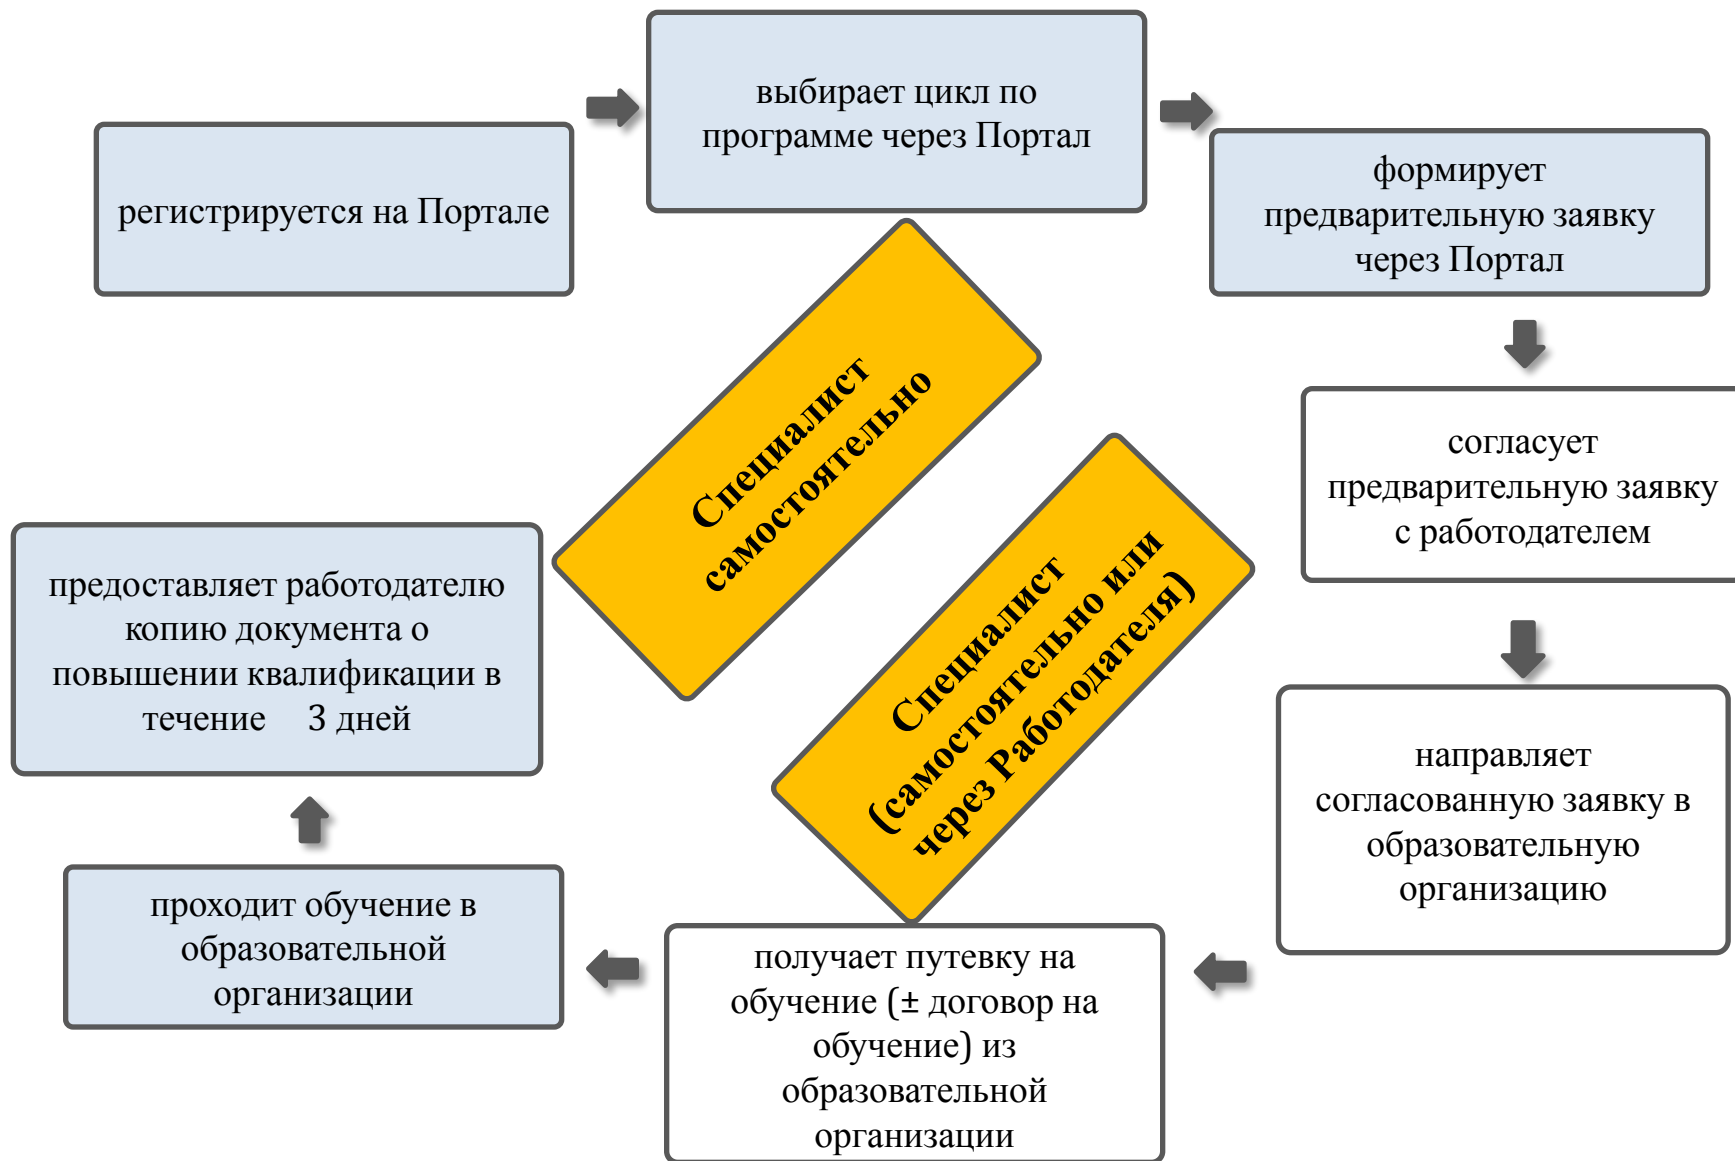 регистрируется на Портале
выбирает цикл по
программе через Портал
формирует
предварительную заявку
через Портал
согласует
предварительную заявку
с работодателем
направляет
согласованную заявку в
образовательную
организацию
получает путевку на
обучение (± договор на
обучение) из
образовательной
организации
проходит обучение в
образовательной
организации
предоставляет работодателю
копию документа о
повышении квалификации в
течение 3 дней
Специалист
самостоятельно
Специалист
(самостоятельно или
через Работодателя)